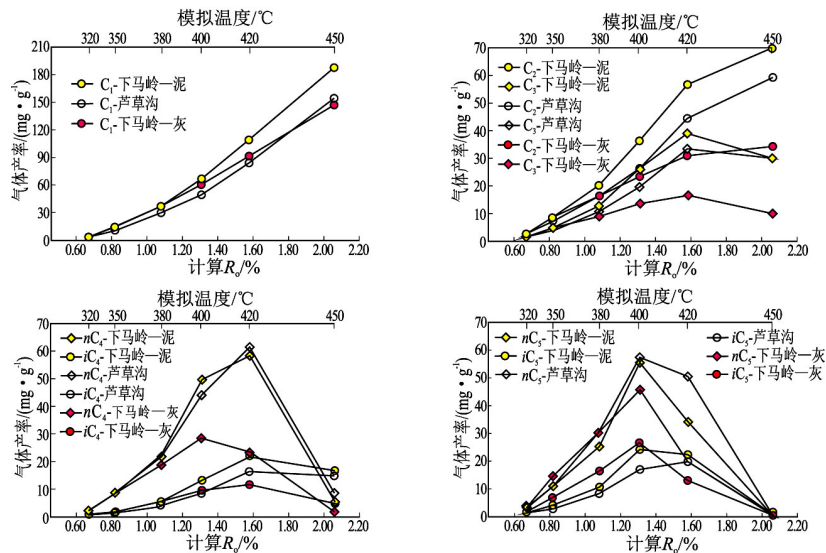 模拟温度/℃
320 350 380 400 420 450
210
180
150
120
90
60
30
0
气体产率/(mg·g⁻¹)
C₁-下马岭—泥
C₁-芦草沟
C₁-下马岭—灰
0.60 0.80 1.00 1.20 1.40 1.60 1.80 2.00 2.20
计算Rₒ/%
模拟温度/℃
320 350 380 400 420 450
70
60
50
40
30
20
10
0
气体产率/(mg·g⁻¹)
C₂-下马岭—泥
C₃-下马岭—泥
C₂-芦草沟
C₃-芦草沟
C₂-下马岭—灰
C₃-下马岭—灰
0.60 0.80 1.00 1.20 1.40 1.60 1.80 2.00 2.20
计算Rₒ/%
模拟温度/℃
320 350 380 400 420 450
70
60
50
40
30
20
10
0
气体产率/(mg·g⁻¹)
nC₄-下马岭—泥
iC₄-下马岭—泥
nC₄-芦草沟
iC₄-芦草沟
nC₄-下马岭—灰
iC₄-下马岭—灰
0.60 0.80 1.00 1.20 1.40 1.60 1.80 2.00 2.20
计算Rₒ/%
模拟温度/℃
320 350 380 400 420 450
70
60
50
40
30
20
10
0
气体产率/(mg·g⁻¹)
nC₅-下马岭—泥
iC₅-下马岭—泥
nC₅-芦草沟
iC₅-芦草沟
nC₅-下马岭—灰
iC₅-下马岭—灰
0.60 0.80 1.00 1.20 1.40 1.60 1.80 2.00 2.20
计算Rₒ/%